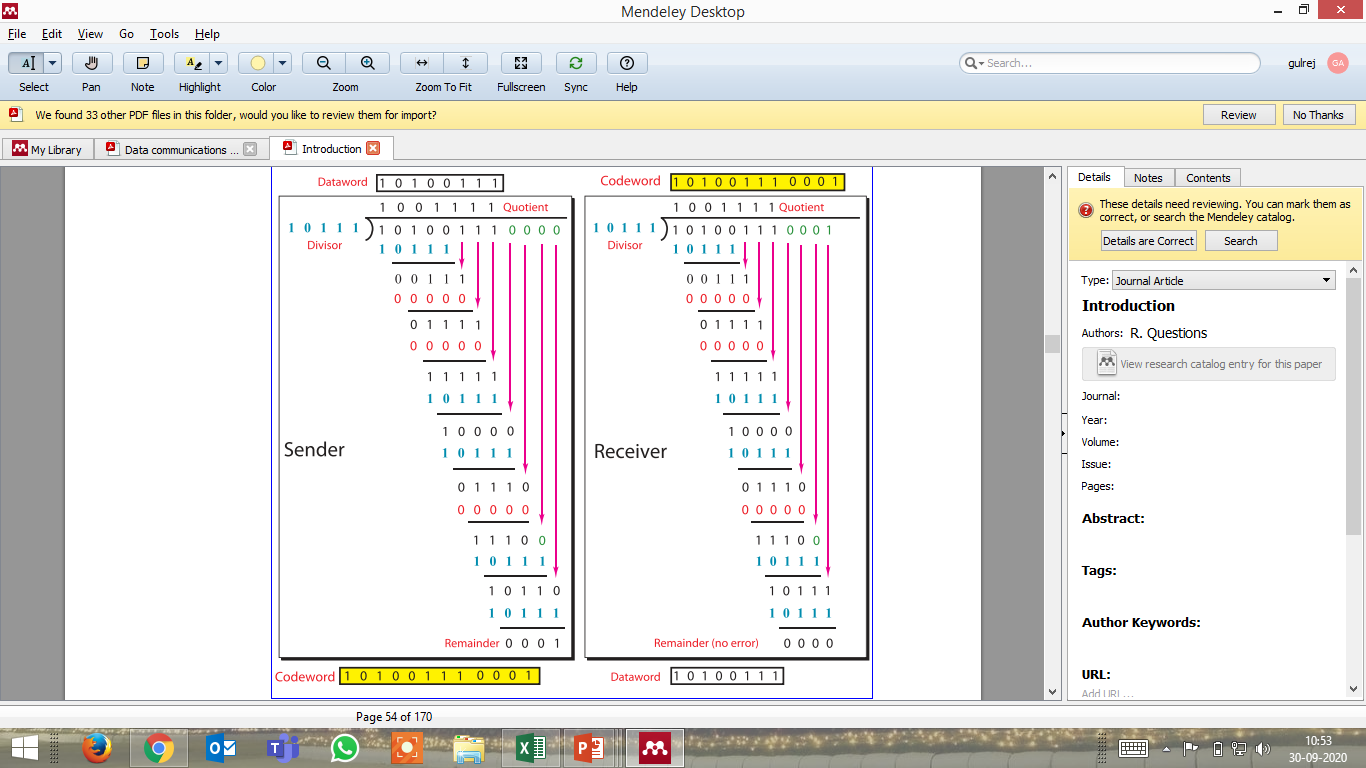 Mendeley Desktop
File Edit View Go Tools Help
Select Pan Note Highlight Color Zoom Zoom To Fit Fullscreen Sync Help
Search...
gulrej
GA
We found 33 other PDF files in this folder, would you like to review them for import?
Review
No Thanks
My Library
Data communications ...
Introduction
Dataword 1 0 1 0 0 1 1 1
1 0 0 1 1 1 1 Quotient
1 0 1 1 1 1 0 1 0 0 1 1 1 0 0 0 0
Divisor 1 0 1 1 1
0 0 1 1 1
0 0 0 0 0
0 1 1 1 1
0 0 0 0 0
1 1 1 1 1
1 0 1 1 1
1 0 0 0 0
1 0 1 1 1
0 1 1 1 0
0 0 0 0 0
1 1 1 0 0
1 0 1 1 1
1 0 1 1 0
1 0 1 1 1
Remainder 0 0 0 1
Sender
Codeword 1 0 1 0 0 1 1 1 0 0 0 1
Codeword 1 0 1 0 0 1 1 1 0 0 0 1
1 0 0 1 1 1 1 Quotient
1 0 1 1 1 1 0 1 0 0 1 1 1 0 0 0 1
Divisor 1 0 1 1 1
0 0 1 1 1
0 0 0 0 0
0 1 1 1 1
0 0 0 0 0
1 1 1 1 1
1 0 1 1 1
1 0 0 0 0
1 0 1 1 1
0 1 1 1 0
0 0 0 0 0
1 1 1 0 0
1 0 1 1 1
1 0 1 1 1
1 0 1 1 1
Remainder (no error) 0 0 0 0
Receiver
Dataword 1 0 1 0 0 1 1 1
Details Notes Contents
These details need reviewing. You can mark them as
correct, or search the Mendeley catalog.
Details are Correct
Search
Type: Journal Article
Introduction
Authors: R. Questions
View research catalog entry for this paper
Journal:
Year:
Volume:
Issue:
Pages:
Abstract:
Tags:
Author Keywords:
URL:
Add URL...
Page 54 of 170
10:53
30-09-2020